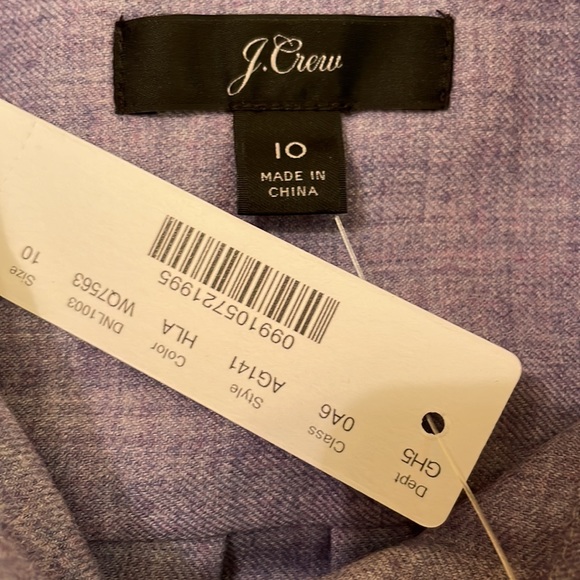 J.Crew
10
MADE IN
CHINA
Dept Class Style Color DNL1003 Size
GH5 0A6 AG141 HLA WQ7563 10
099105721995